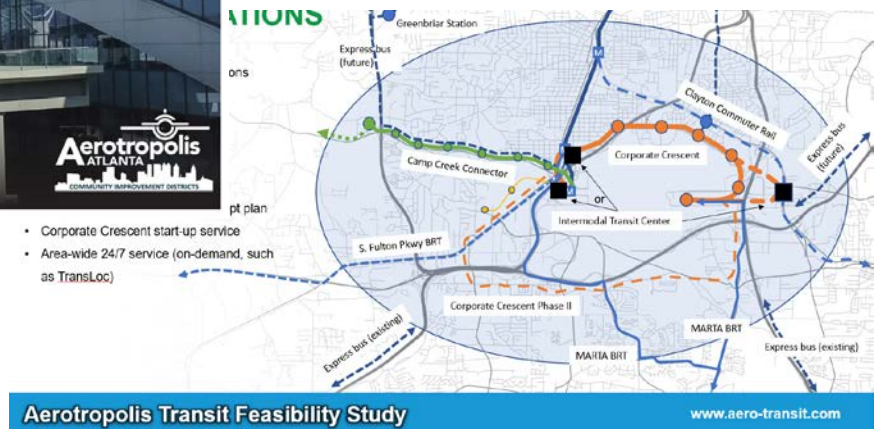 ATIONS
ons
Aerotropolis
ATLANTA
COMMUNITY IMPROVEMENT DISTRICTS
pt plan
• Corporate Crescent start-up service
• Area-wide 24/7 service (on-demand, such
as TransLoc)
Greenbriar Station
Express bus
(future)
M
Clayton Commuter Rail
Express bus
(future)
Camp Creek Connector
Corporate Crescent
M
or
Intermodal Transit Center
S. Fulton Pkwy BRT
Corporate Crescent Phase II
Express bus (existing)
MARTA BRT
MARTA BRT
Express bus (existing)
Aerotropolis Transit Feasibility Study
www.aero-transit.com